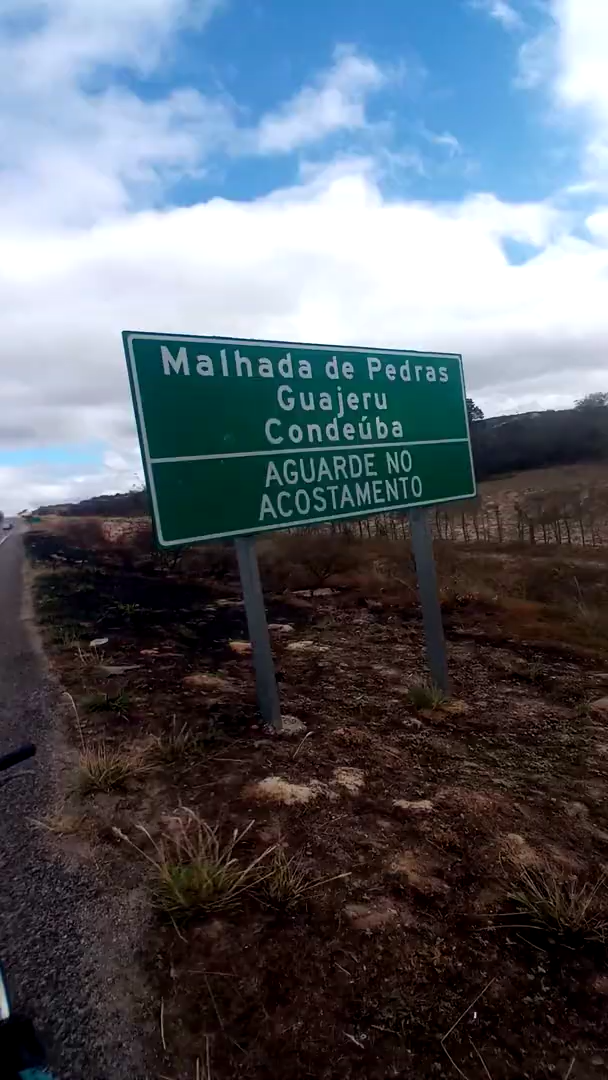 Malhada de Pedras
Guajeru
Condeúba
AGUARDE NO
ACOSTAMENTO